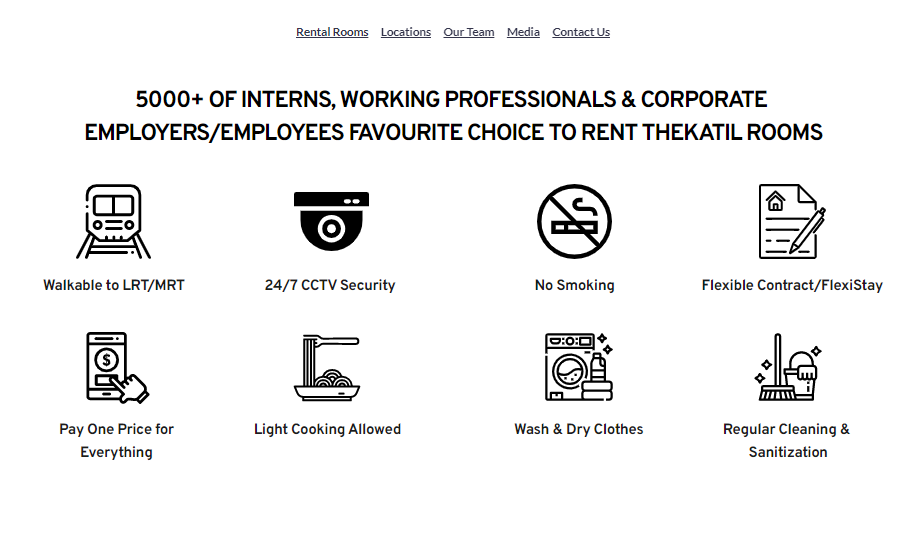 Rental Rooms Locations Our Team Media Contact Us
5000+ OF INTERNS, WORKING PROFESSIONALS & CORPORATE
EMPLOYERS/EMPLOYEES FAVOURITE CHOICE TO RENT THEKATIL ROOMS
Walkable to LRT/MRT
24/7 CCTV Security
No Smoking
Flexible Contract/FlexiStay
$
Pay One Price for
Everything
Light Cooking Allowed
Wash & Dry Clothes
Regular Cleaning &
Sanitization